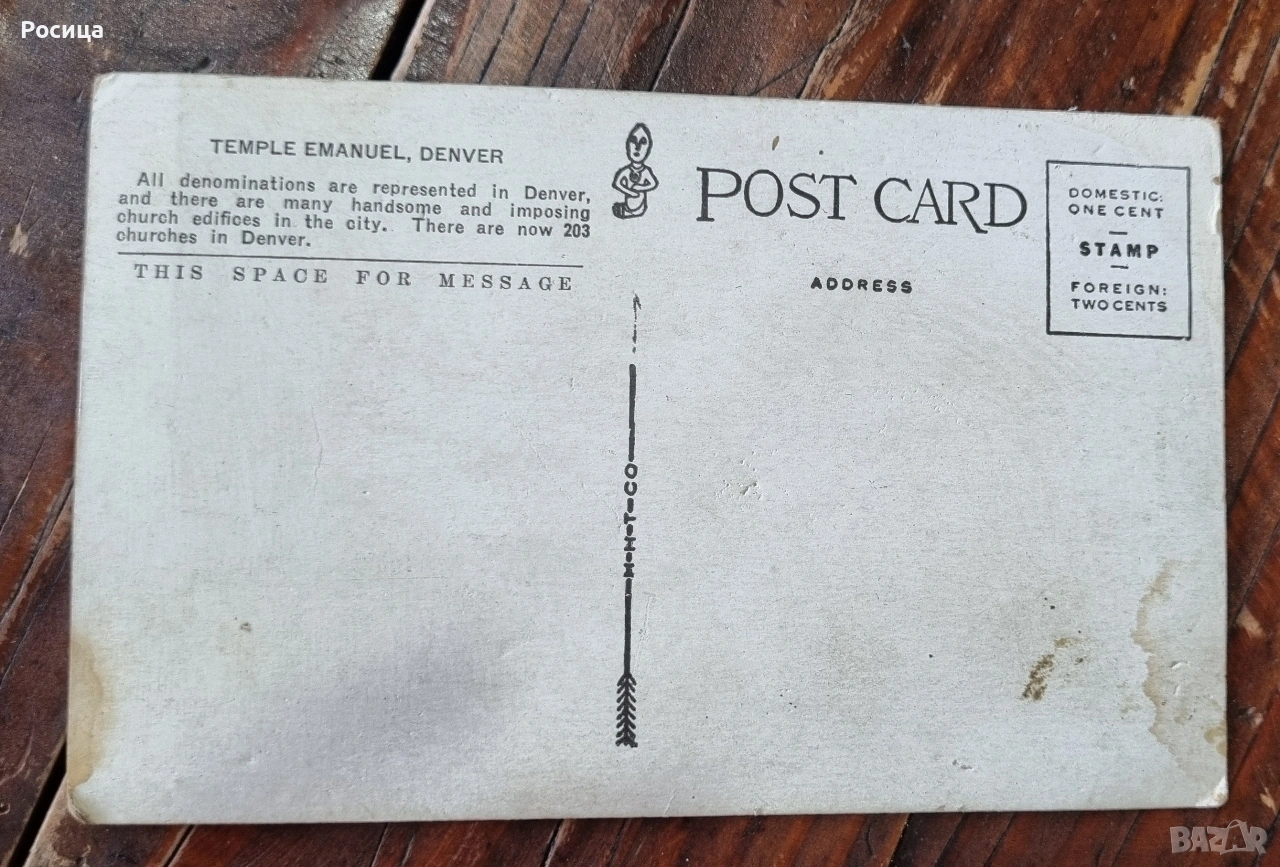 Росица
TEMPLE EMANUEL, DENVER
All denominations are represented in Denver,
and there are many handsome and imposing
church edifices in the city. There are now 203
churches in Denver.
THIS SPACE FOR MESSAGE
POST CARD
ADDRESS
DOMESTIC:
ONE CENT
STAMP
FOREIGN:
TWO CENTS
H-H-T-CO
BAZAR